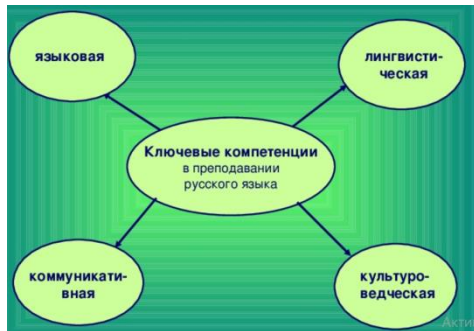 языковая
лингвисти-
ческая
Ключевые компетенции
в преподавании
русского языка
коммуникати-
вная
культуро-
ведческая